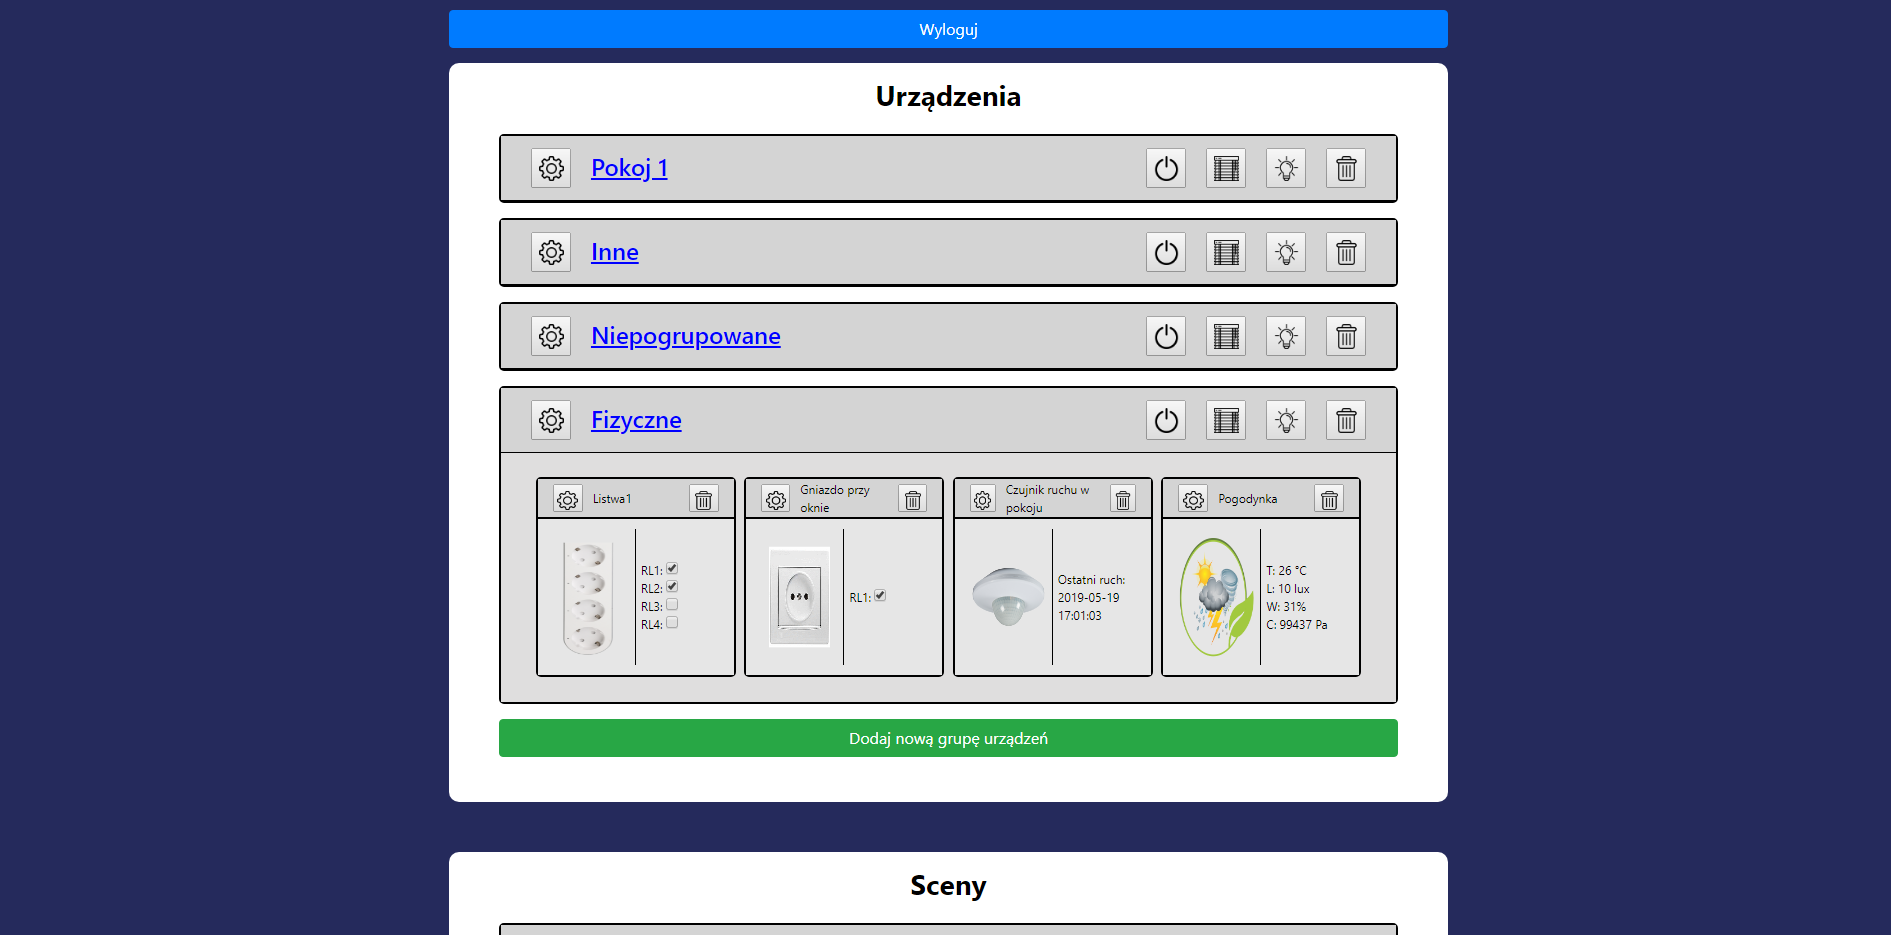 Wyloguj
Urządzenia
Pokoj 1
Inne
Niepogrupowane
Fizyczne
Listwa1
RL1:
RL2:
RL3:
RL4:
Gniazdo przy
oknie
RL1:
Czujnik ruchu w
pokoju
Ostatni ruch:
2019-05-19
17:01:03
Pogodynka
T: 26 °C
L: 10 lux
W: 31%
C: 99437 Pa
Dodaj nową grupę urządzeń
Sceny